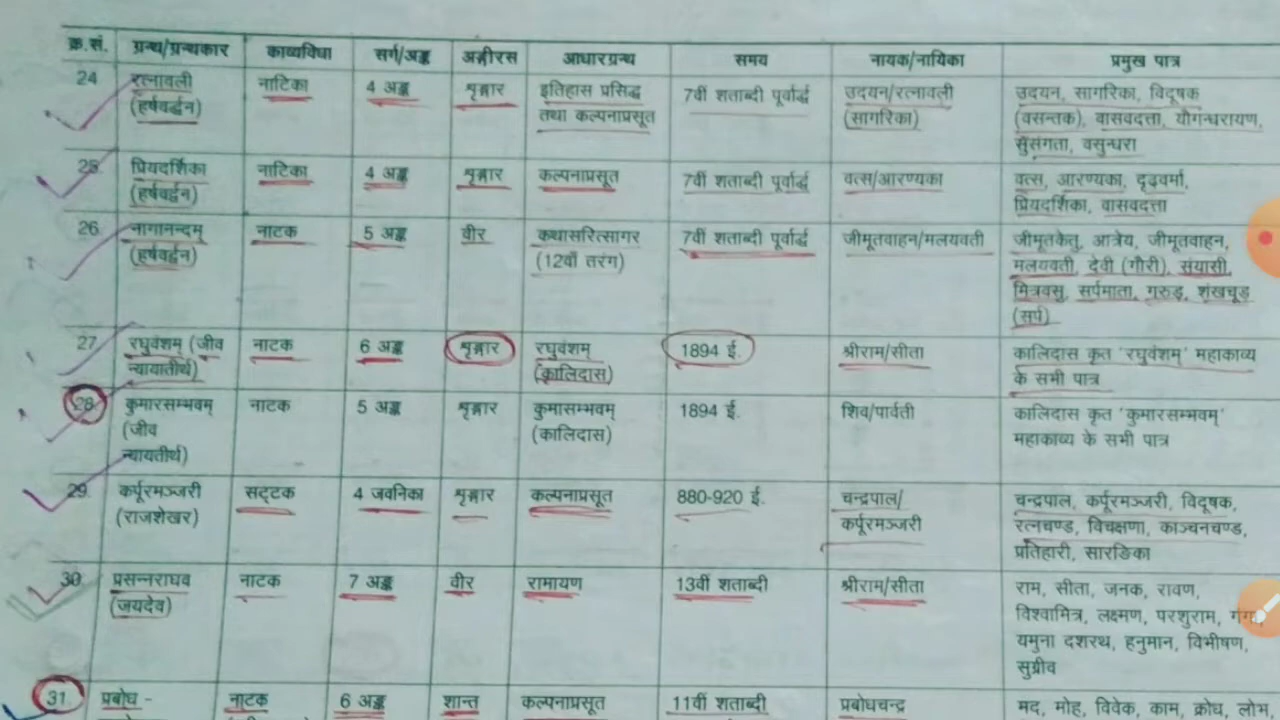 क्र.सं. ग्रन्थ/ग्रन्थकार काव्यविधा सर्ग/अङ्क अङ्गीरस आधारग्रन्थ समय नायक/नायिका प्रमुख पात्र
24 रत्नावली नाटिका 4 अङ्क शृङ्गार इतिहास प्रसिद्ध 7वीं शताब्दी पूर्वार्द्ध उदयन/रत्नावली उदयन, सागरिका, विदूषक
(हर्षवर्द्धन) तथा कल्पनाप्रसूत (सागरिका) (वसन्तक), वासवदत्ता, यौगन्धरायण,
सुसंगता, वसुन्धरा
25. प्रियदर्शिका नाटिका 4 अङ्क शृङ्गार कल्पनाप्रसूत 7वीं शताब्दी पूर्वार्द्ध वत्स/आरण्यका वत्स, आरण्यका, दृढ़वर्मा,
(हर्षवर्द्धन) प्रियदर्शिका, वासवदत्ता
26. नागानन्दम् नाटक 5 अङ्क वीर कथासरित्सागर 7वीं शताब्दी पूर्वार्द्ध जीमूतवाहन/मलयवती जीमूतकेतु, आत्रेय, जीमूतवाहन,
(हर्षवर्द्धन) (12वाँ तरंग) मलयवती, देवी (गौरी), संयासी,
मित्रवसु, सर्पमाता, गरुड़, शंखचूड़
(सर्प)
27. रघुवंशम् (जीव नाटक 6 अङ्क शृङ्गार रघुवंशम् 1894 ई. श्रीराम/सीता कालिदास कृत 'रघुवंशम्' महाकाव्य
न्यायातीर्थ) (कालिदास) के सभी पात्र
28. कुमारसम्भवम् नाटक 5 अङ्क शृङ्गार कुमासम्भवम् 1894 ई. शिव/पार्वती कालिदास कृत 'कुमारसम्भवम्'
(जीव (कालिदास) महाकाव्य के सभी पात्र
न्यायतीर्थ)
29. कर्पूरमञ्जरी सट्टक 4 जवनिका शृङ्गार कल्पनाप्रसूत 880-920 ई. चन्द्रपाल/ चन्द्रपाल, कर्पूरमञ्जरी, विदूषक,
(राजशेखर) कर्पूरमञ्जरी रत्नचण्ड, विचक्षणा, काञ्चनचण्ड,
प्रतिहारी, सारङिका
30. प्रसन्नराघव नाटक 7 अङ्क वीर रामायण 13वीं शताब्दी श्रीराम/सीता राम, सीता, जनक, रावण,
(जयदेव) विश्वामित्र, लक्ष्मण, परशुराम, गंगा,
यमुना दशरथ, हनुमान, विभीषण,
सुग्रीव
31. प्रबोध - नाटक 6 अङ्क शान्त कल्पनाप्रसूत 11वीं शताब्दी प्रबोधचन्द्र मद, मोह, विवेक, काम, क्रोध, लोभ,